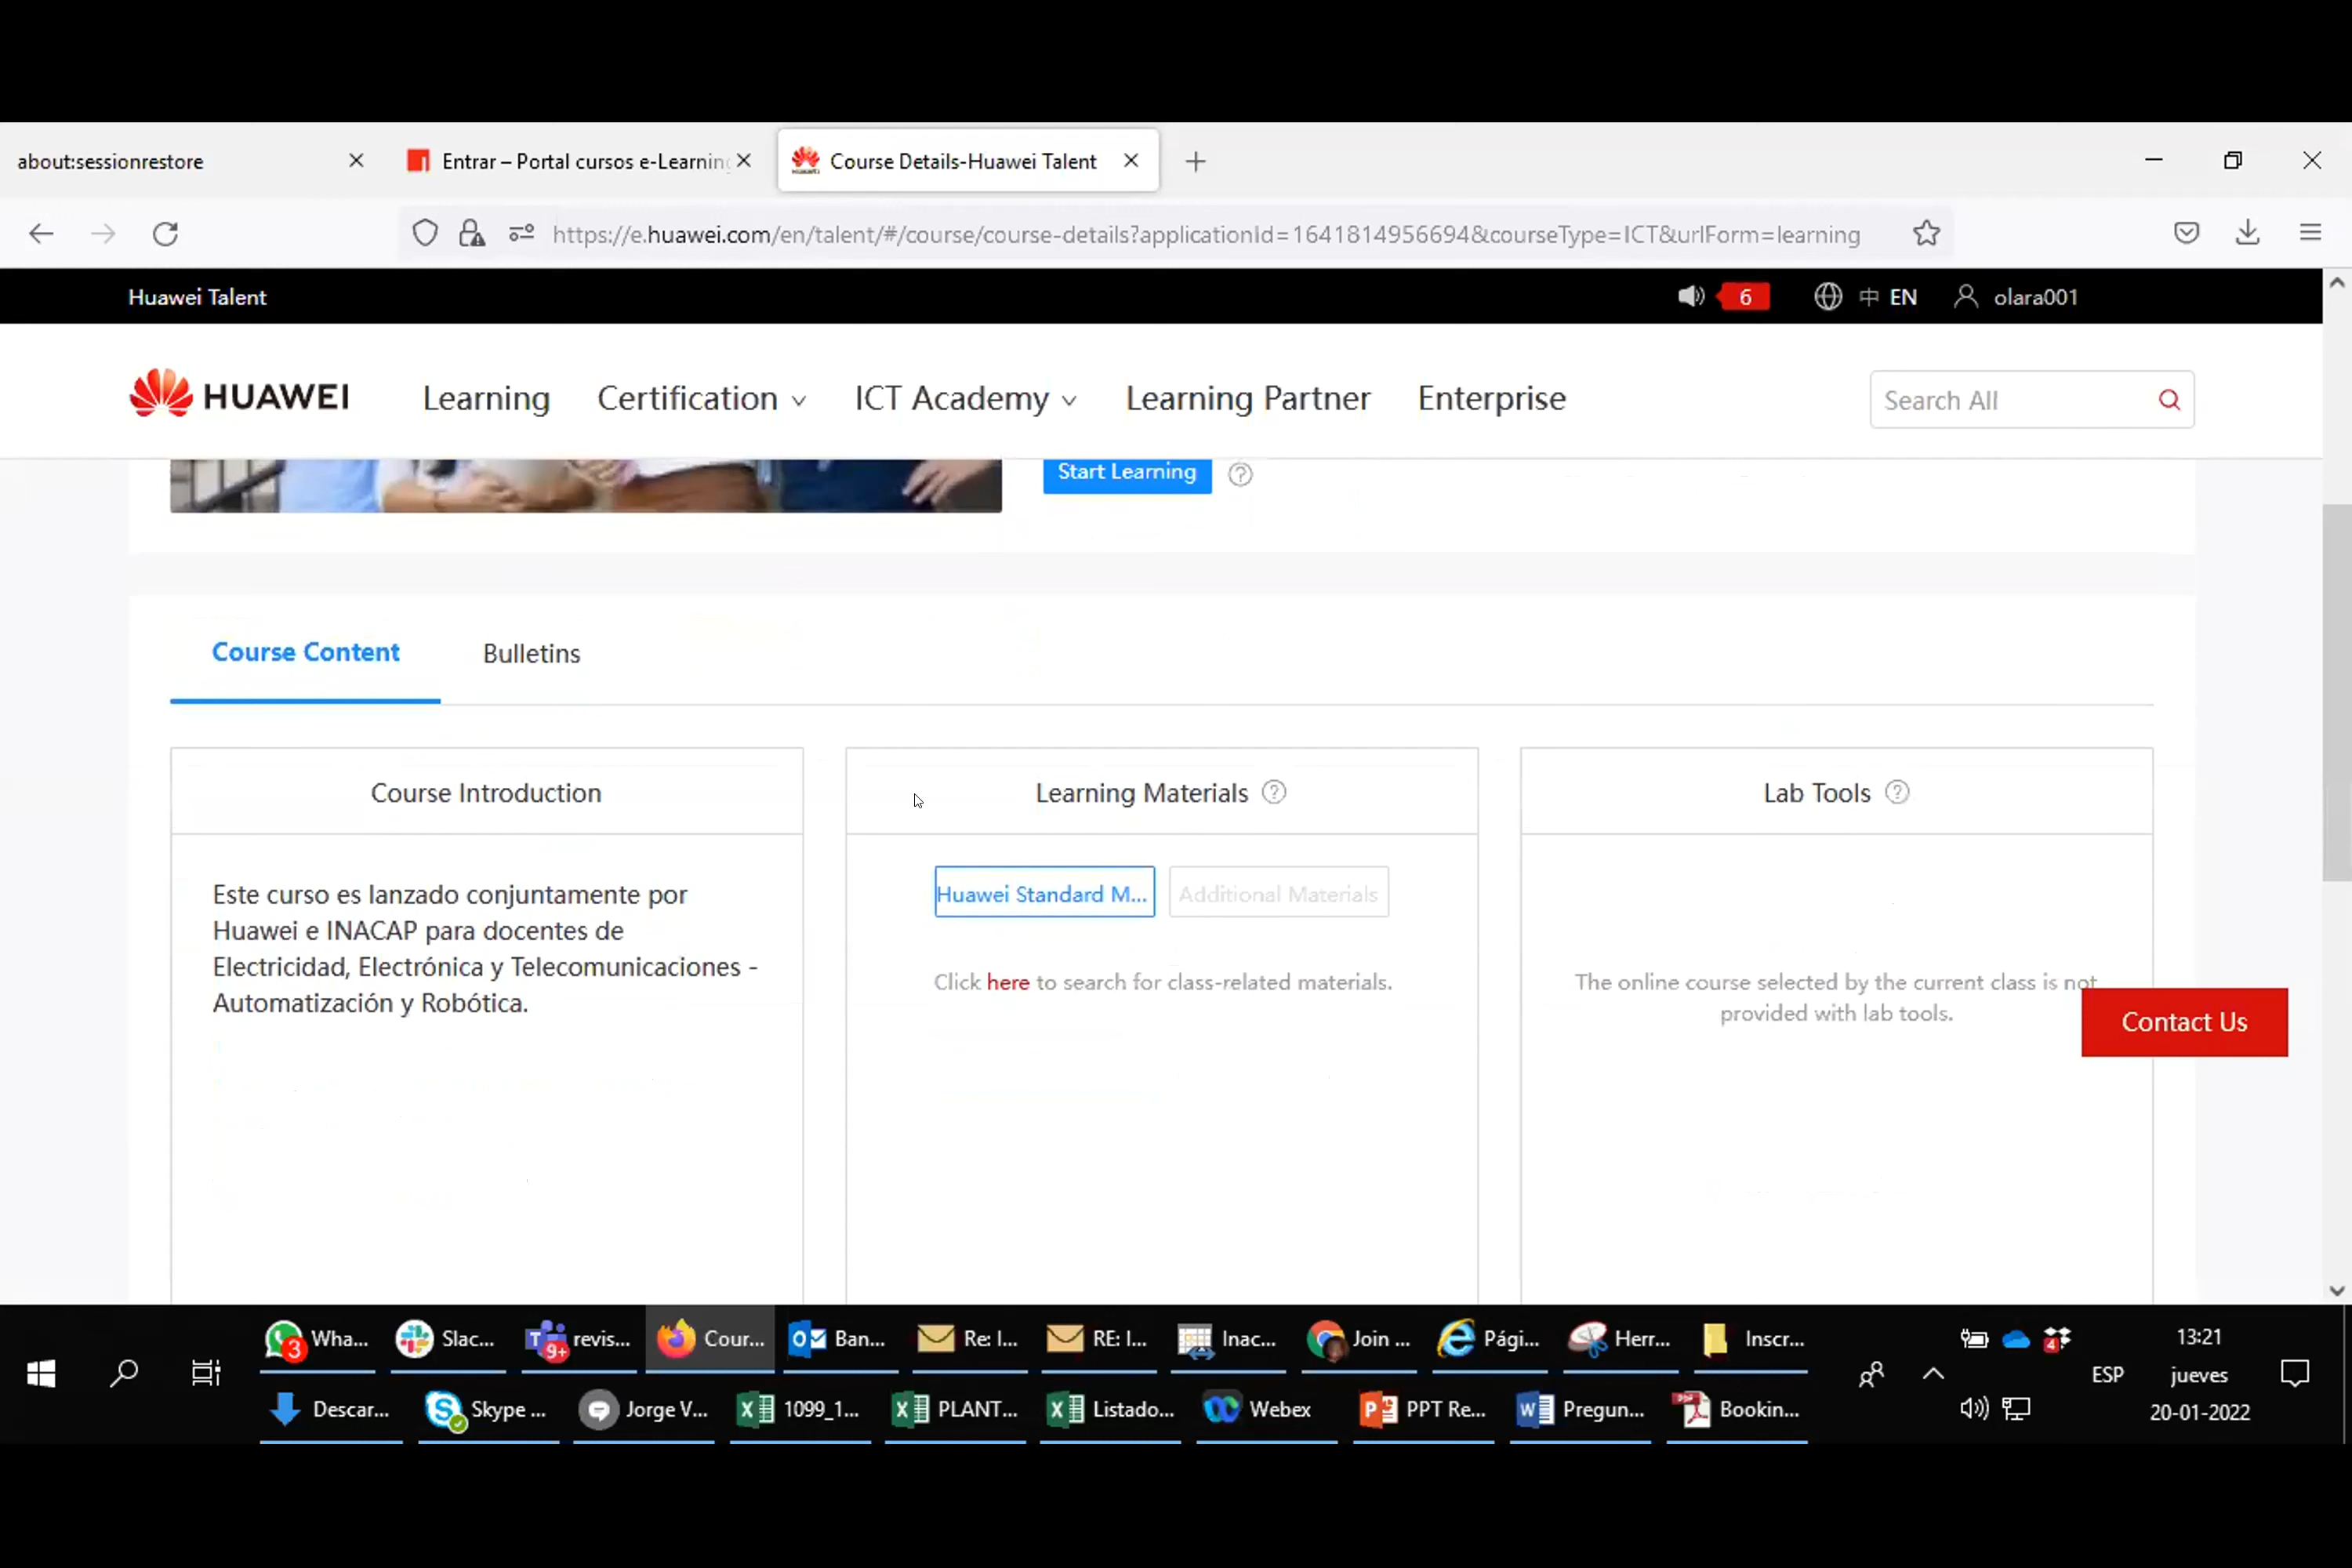 about:sessionrestore
Entrar – Portal cursos e-Learning
Course Details-Huawei Talent
https://e.huawei.com/en/talent/#/course/course-details?applicationId=1641814956694&courseType=ICT&urlForm=learning
Huawei Talent
6
中 EN
olara001
HUAWEI
Learning
Certification
ICT Academy
Learning Partner
Enterprise
Search All
Start Learning
Course Content
Bulletins
Course Introduction
Este curso es lanzado conjuntamente por
Huawei e INACAP para docentes de
Electricidad, Electrónica y Telecomunicaciones -
Automatización y Robótica.
Learning Materials
Huawei Standard M...
Additional Materials
Click here to search for class-related materials.
Lab Tools
The online course selected by the current class is not
provided with lab tools.
Contact Us
3 Wha...
Slac...
9+ revis...
Cour...
Ban...
Re: I...
RE: I...
Inac...
Join ...
Pági...
Herr...
Inscr...
Descar...
Skype ...
Jorge V...
1099_1...
PLANT...
Listado...
Webex
PPT Re...
Pregun...
Bookin...
4
ESP
13:21
jueves
20-01-2022